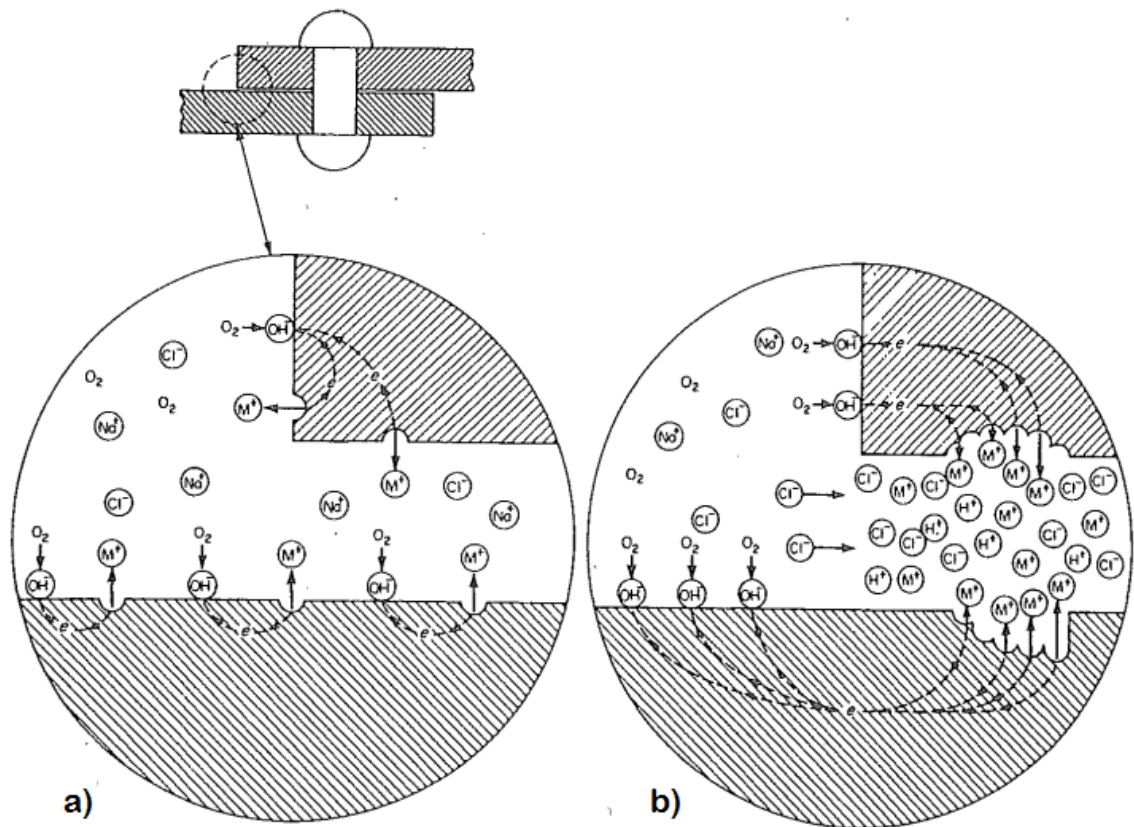 O₂ OH⁻
Cl⁻ e e
O₂
O₂ M⁺
Na⁺
Na⁺ M⁺ Cl⁻
Cl⁻ Na⁺ Na⁺
O₂ O₂ O₂
M⁺ M⁺ M⁺
OH⁻ OH⁻ OH⁻
e e e
a)
Na⁺ O₂ OH⁻ e
O₂
Cl⁻ O₂ OH⁻ e
Na⁺
M⁺
O₂ M⁺ M⁺
Cl⁻ Cl⁻ M⁺ Cl⁻ M⁺ Cl⁻ Cl⁻
H⁺ M⁺
Cl⁻ Cl⁻ H⁺ Cl⁻ M⁺
O₂ O₂ O₂ Cl⁻ Cl⁻ H⁺ H⁺
Cl⁻ M⁺ Cl⁻
H⁺ M⁺ M⁺ M⁺
OH⁻ OH⁻ OH⁻ M⁺ M⁺
e
b)